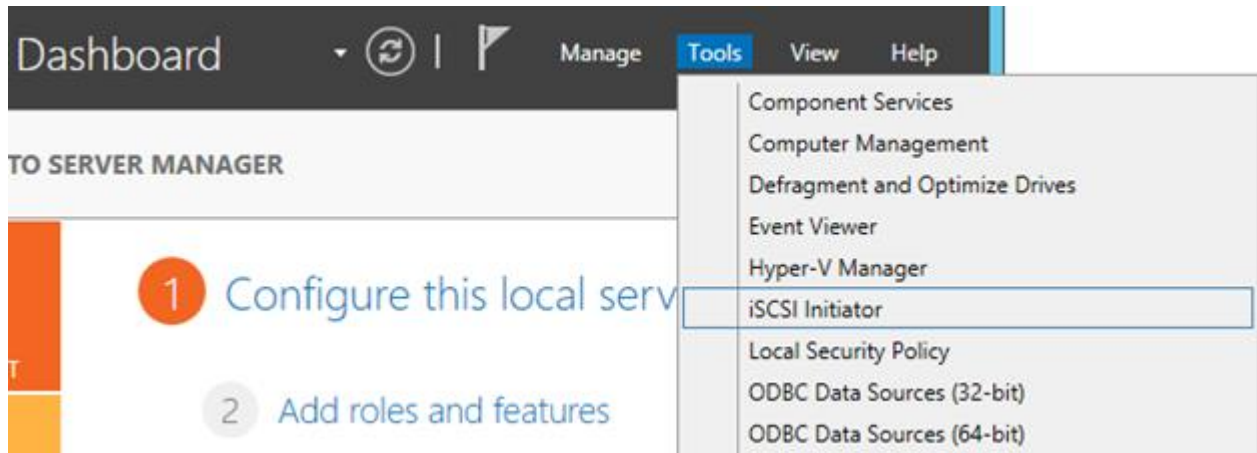 Dashboard
Manage Tools View Help
TO SERVER MANAGER
1 Configure this local serv
2 Add roles and features
T
Component Services
Computer Management
Defragment and Optimize Drives
Event Viewer
Hyper-V Manager
iSCSI Initiator
Local Security Policy
ODBC Data Sources (32-bit)
ODBC Data Sources (64-bit)